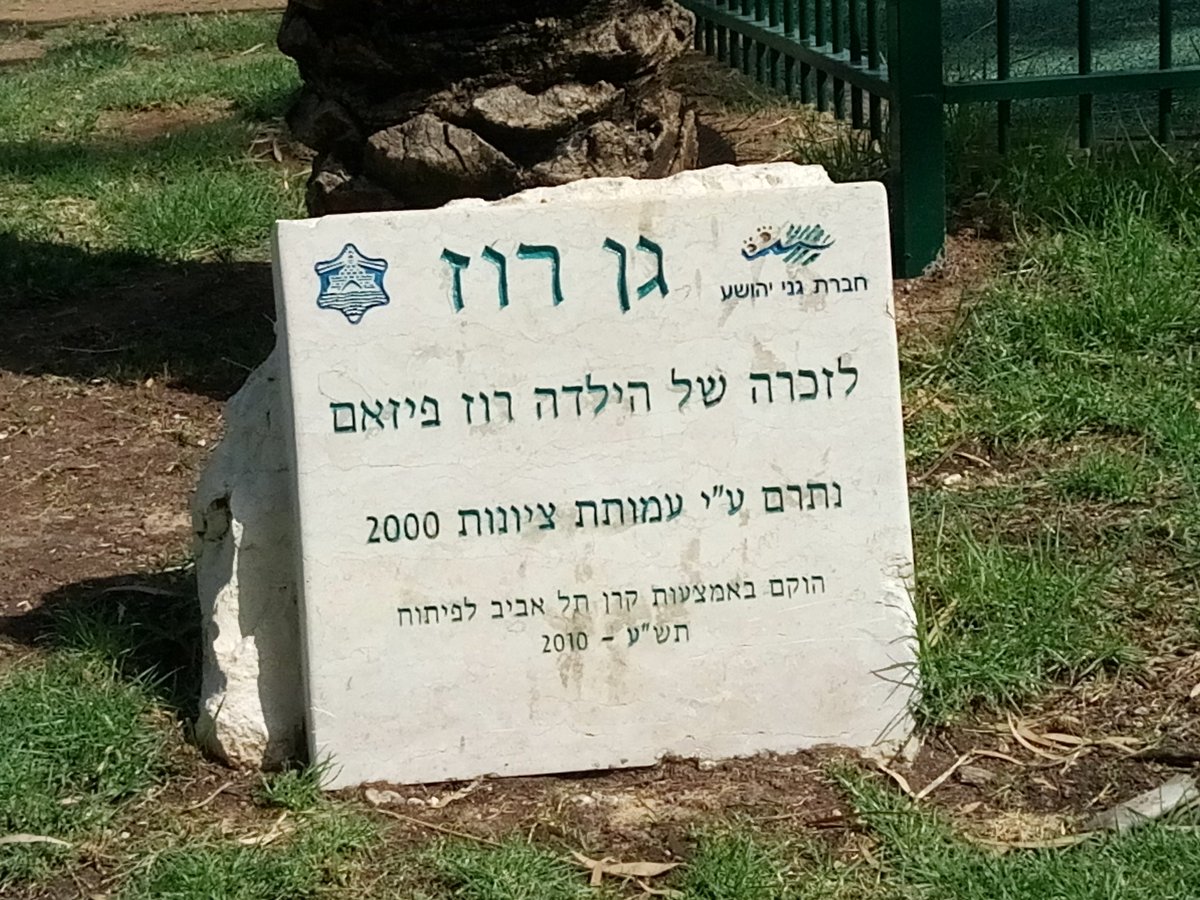 גן רוז
חברת גני יהושע
לזכרה של הילדה רוז פיזאם
נתרם ע"י עמותת ציונות 2000
הוקם באמצעות קרן תל אביב לפיתוח
תש"ע - 2010